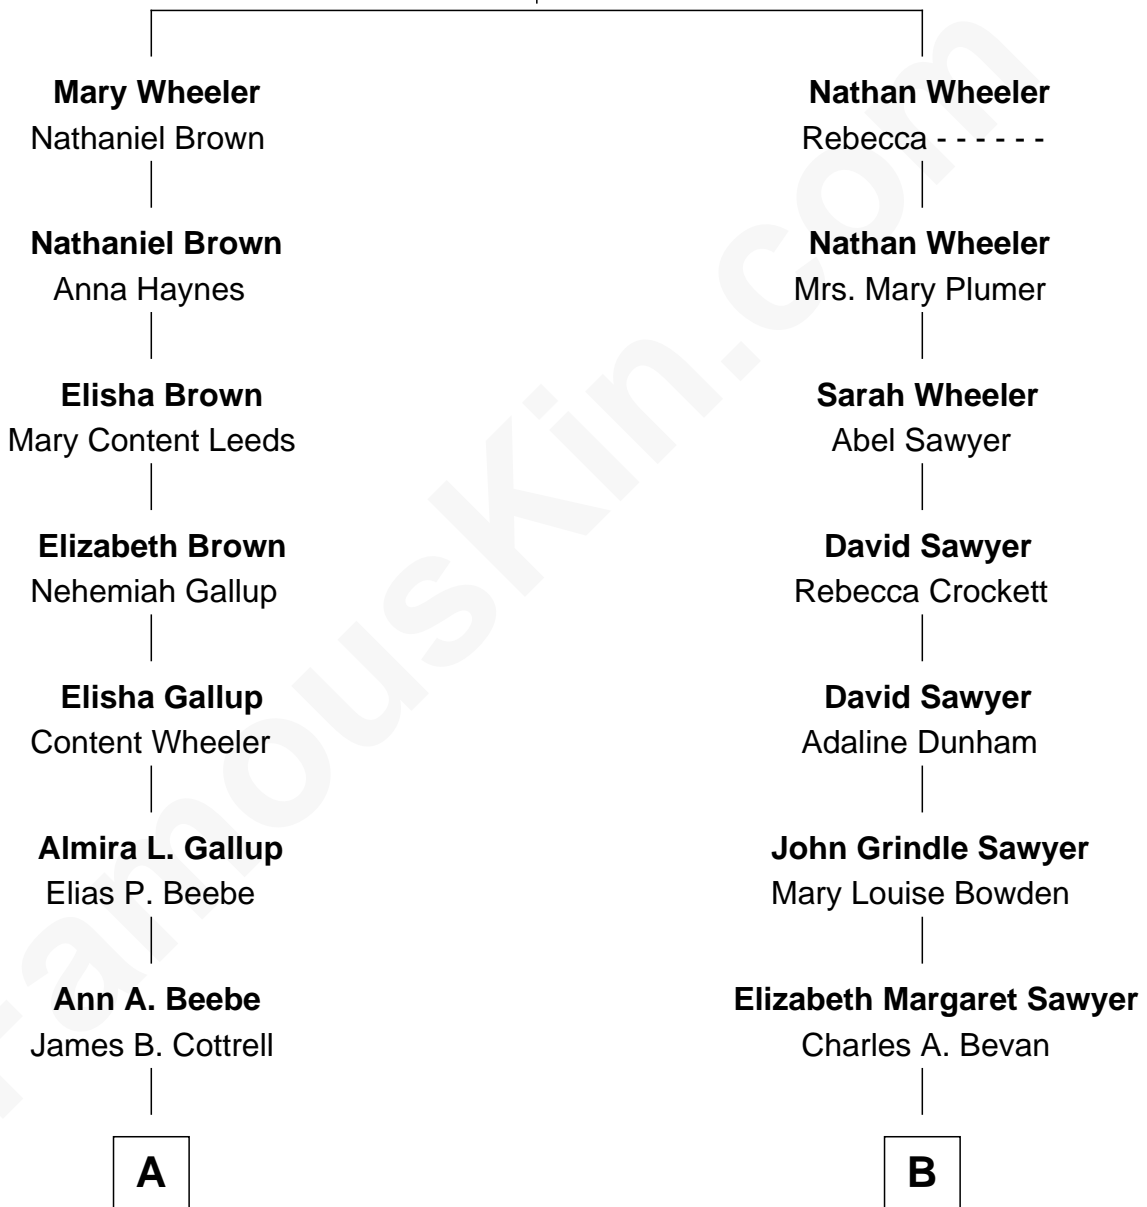 Mary Wheeler
Nathaniel Brown
Nathaniel Brown
Anna Haynes
Elisha Brown
Mary Content Leeds
Elizabeth Brown
Nehemiah Gallup
Elisha Gallup
Content Wheeler
Almira L. Gallup
Elias P. Beebe
Ann A. Beebe
James B. Cottrell
A
Nathan Wheeler
Rebecca - - - - - -
Nathan Wheeler
Mrs. Mary Plumer
Sarah Wheeler
Abel Sawyer
David Sawyer
Rebecca Crockett
David Sawyer
Adaline Dunham
John Grindle Sawyer
Mary Louise Bowden
Elizabeth Margaret Sawyer
Charles A. Bevan
B
FamousKin.com